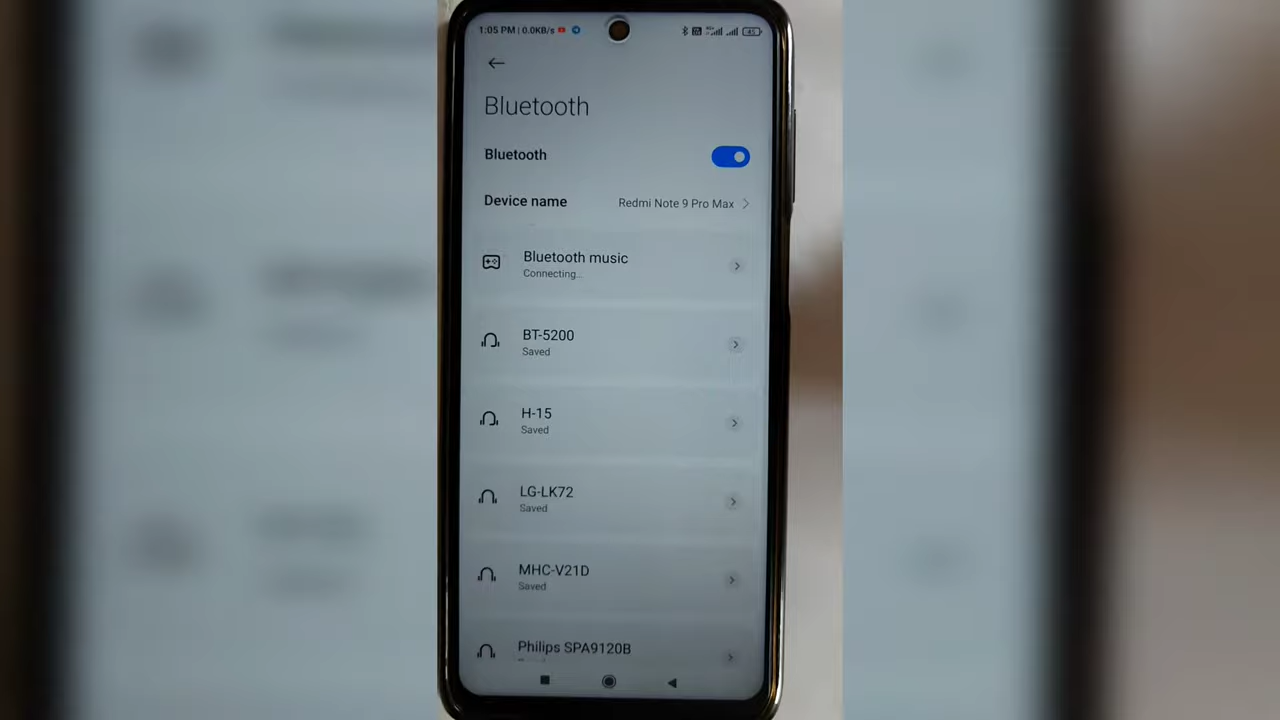 1:05 PM | 0.0KB/s
45
Bluetooth
Bluetooth
Device name
Redmi Note 9 Pro Max
Bluetooth music
Connecting...
BT-5200
Saved
H-15
Saved
LG-LK72
Saved
MHC-V21D
Saved
Philips SPA9120B